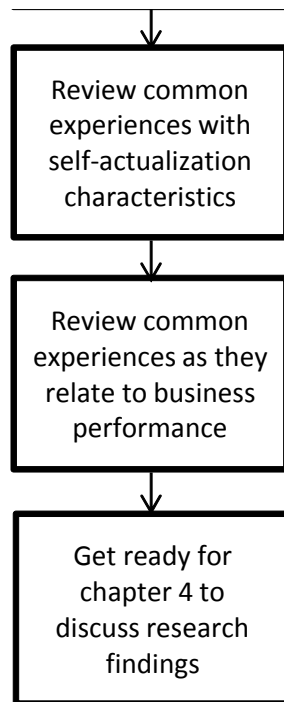 Review common
experiences with
self-actualization
characteristics
Review common
experiences as they
relate to business
performance
Get ready for
chapter 4 to
discuss research
findings